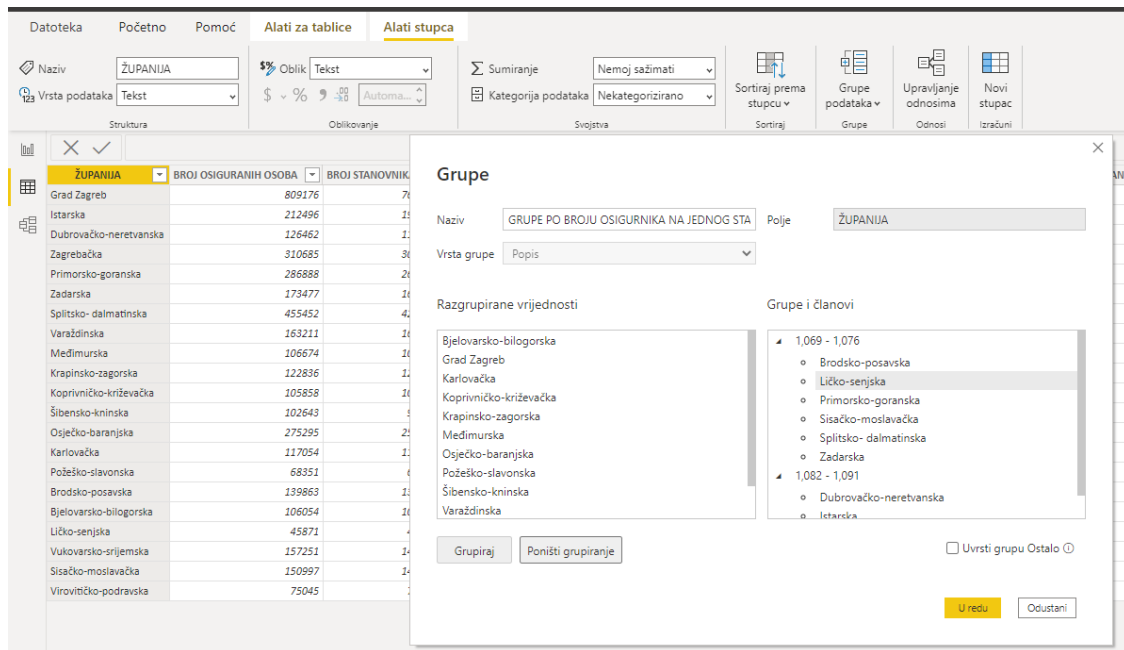 Datoteka Početno Pomoć Alati za tablice Alati stupca
Naziv ŽUPANIJA
Vrsta podataka Tekst
Struktura
$% Oblik Tekst
$ % 9 .00 Automa...
Oblikovanje
Sumiranje Nemoj sažimati
Kategorija podataka Nekategorizirano
Svojstva
Sortiraj prema stupcu
Sortiraj
Grupe podataka
Grupe
Upravljanje odnosima
Odnosi
Novi stupac
Izračuni
ŽUPANIJA BROJ OSIGURANIH OSOBA BROJ STANOVNIK
Grad Zagreb 809176
Istarska 212496
Dubrovačko-neretvanska 126462
Zagrebačka 310685
Primorsko-goranska 286888
Zadarska 173477
Splitsko- dalmatinska 455452
Varaždinska 163211
Međimurska 106674
Krapinsko-zagorska 122836
Koprivničko-križevačka 105858
Šibensko-kninska 102643
Osječko-baranjska 275295
Karlovačka 117054
Požeško-slavonska 68351
Brodsko-posavska 139863
Bjelovarsko-bilogorska 106054
Ličko-senjska 45871
Vukovarsko-srijemska 157251
Sisačko-moslavačka 150997
Virovitičko-podravska 75045
Grupe
Naziv GRUPE PO BROJU OSIGURNIKA NA JEDNOG STA Polje ŽUPANIJA
Vrsta grupe Popis
Razgrupirane vrijednosti
Bjelovarsko-bilogorska
Grad Zagreb
Karlovačka
Koprivničko-križevačka
Krapinsko-zagorska
Međimurska
Osječko-baranjska
Požeško-slavonska
Šibensko-kninska
Varaždinska
Grupe i članovi
1,069 - 1,076
Brodsko-posavska
Ličko-senjska
Primorsko-goranska
Sisačko-moslavačka
Splitsko- dalmatinska
Zadarska
1,082 - 1,091
Dubrovačko-neretvanska
Istarska
Grupiraj Poništi grupiranje
Uvrsti grupu Ostalo
U redu Odustani